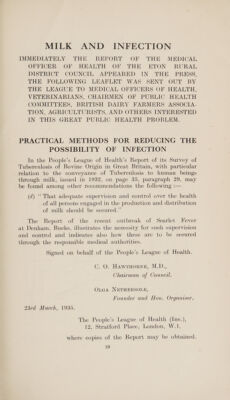 MILK AND INFECTION
IMMEDIATELY THE REPORT OF THE MEDICAL
OFFICER OF HEALTH OF THE ETON RURAL
DISTRICT COUNCIL APPEARED IN THE PRESS,
THE FOLLOWING LEAFLET WAS SENT OUT BY
THE LEAGUE TO MEDICAL OFFICERS OF HEALTH,
VETERINARIANS, CHAIRMEN OF PUBLIC HEALTH
COMMITTEES, BRITISH DAIRY FARMERS ASSOCIA-
TION, AGRICULTURISTS, AND OTHERS INTERESTED
IN THIS GREAT PUBLIC HEALTH PROBLEM.
PRACTICAL METHODS FOR REDUCING THE
POSSIBILITY OF INFECTION
In the People's League of Health's Report of its Survey of
Tuberculosis of Bovine Origin in Great Britain, with particular
relation to the conveyance of Tuberculosis to human beings
through milk, issued in 1932, on page 35, paragraph 29, may
be found among other recommendations the following :—
(d) " That adequate supervision and control over the health
of all persons engaged in the production and distribution
of milk should be secured."
The Report of the recent outbreak of Scarlet Fever
at Denham, Bucks, illustrates the necessity for such supervision
and control and indicates also how these are to be secured
through the responsible medical authorities.
Signed on behalf of the People's League of Health.
C. O. HAWTHORNE, M.D.,
Chairman of Council.
OLGA NETHERSOLE,
Founder and Hon. Organiser.
23rd March, 1935.
The People's League of Health (Inc.),
12, Stratford Place, London, W.1,
where copies of the Report may be obtained.